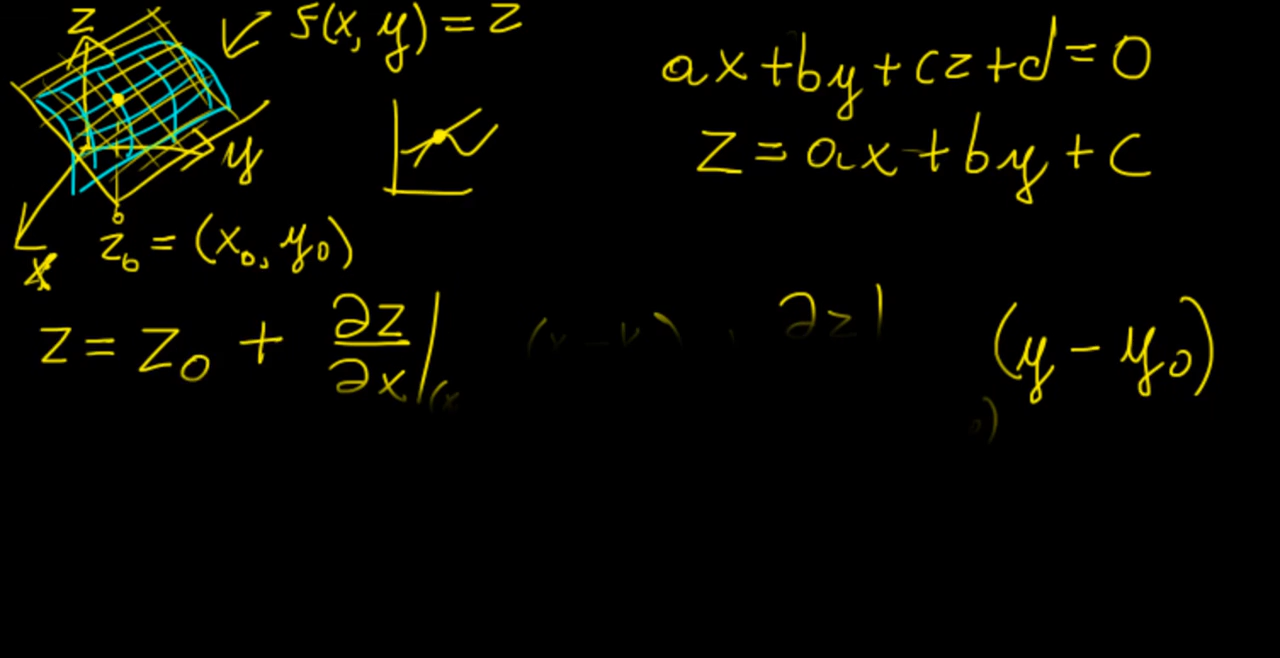 z
f(x, y) = z
y
x
ax + by + cz + d = 0
z = ax + by + c
z₀ = (x₀, y₀)
z = z₀ + ∂z/∂x| (x (x - x ) ∂z| (y - y₀)